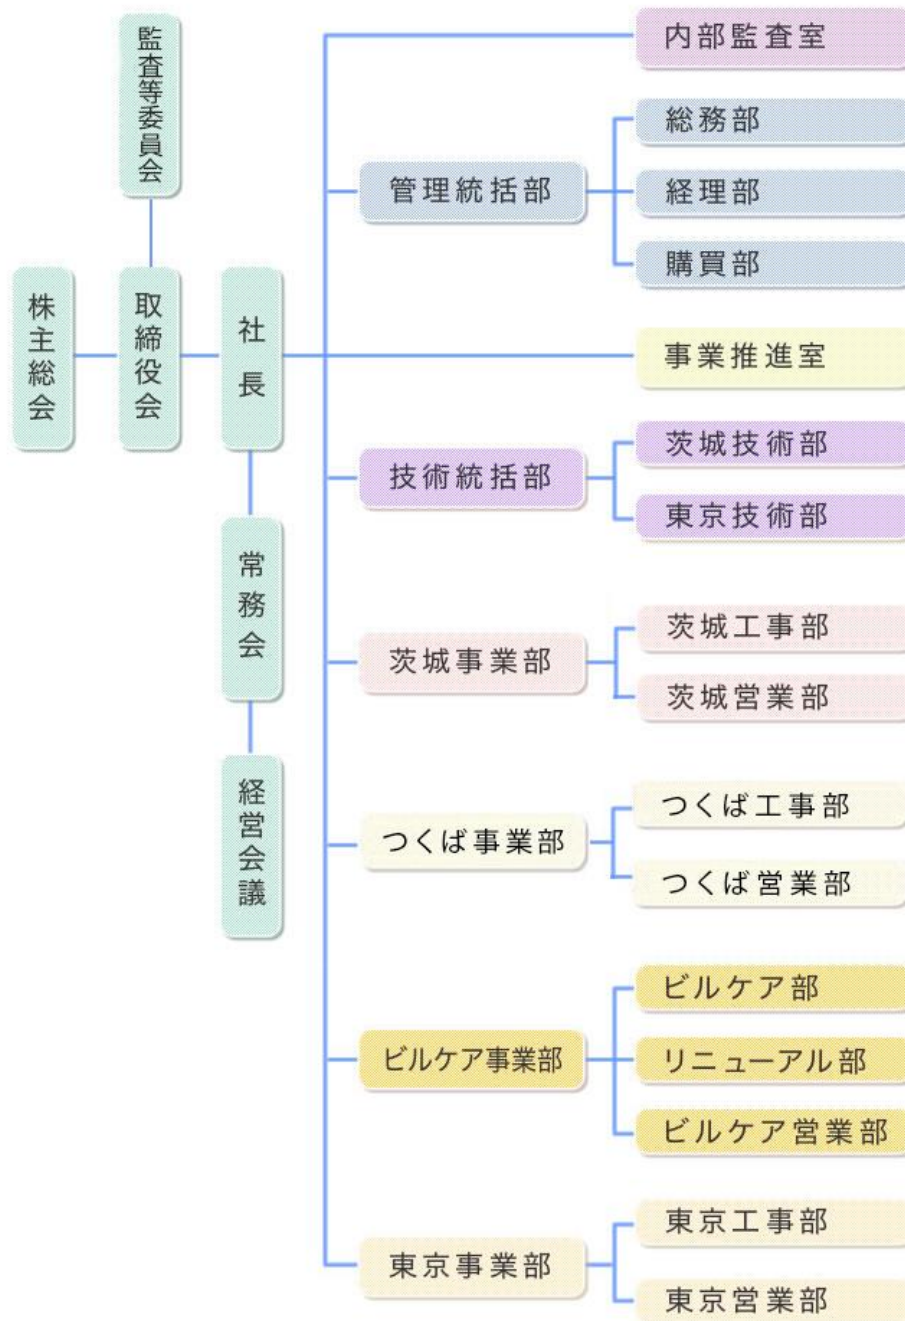 監査等委員会
株主総会
取締役会
社長
常務会
経営会議
内部監査室
管理統括部
総務部
経理部
購買部
事業推進室
技術統括部
茨城技術部
東京技術部
茨城事業部
茨城工事部
茨城営業部
つくば事業部
つくば工事部
つくば営業部
ビルケア事業部
ビルケア部
リニューアル部
ビルケア営業部
東京事業部
東京工事部
東京営業部